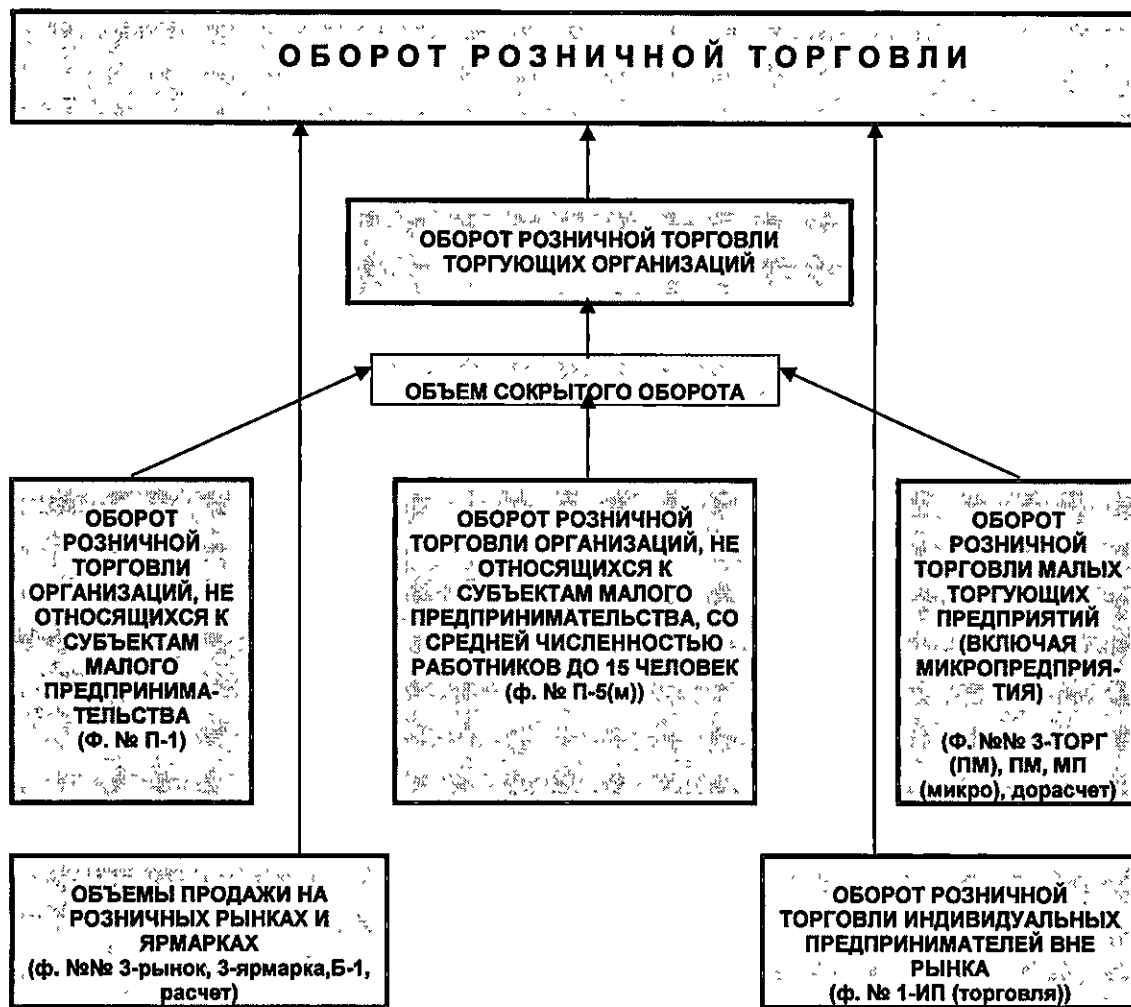 ОБОРОТ РОЗНИЧНОЙ ТОРГОВЛИ
ОБОРОТ РОЗНИЧНОЙ ТОРГОВЛИ
ТОРГУЮЩИХ ОРГАНИЗАЦИЙ
ОБЪЕМ СОКРЫТОГО ОБОРОТА
ОБОРОТ
РОЗНИЧНОЙ
ТОРГОВЛИ
ОРГАНИЗАЦИЙ, НЕ
ОТНОСЯЩИХСЯ К
СУБЪЕКТАМ
МАЛОГО
ПРЕДПРИНИМА-
ТЕЛЬСТВА
(Ф. № П-1)
ОБОРОТ РОЗНИЧНОЙ
ТОРГОВЛИ ОРГАНИЗАЦИЙ, НЕ
ОТНОСЯЩИХСЯ К
СУБЪЕКТАМ МАЛОГО
ПРЕДПРИНИМАТЕЛЬСТВА, СО
СРЕДНЕЙ ЧИСЛЕННОСТЬЮ
РАБОТНИКОВ ДО 15 ЧЕЛОВЕК
(ф. № П-5(м))
ОБОРОТ
РОЗНИЧНОЙ
ТОРГОВЛИ МАЛЫХ
ТОРГУЮЩИХ
ПРЕДПРИЯТИЙ
(ВКЛЮЧАЯ
МИКРОПРЕДПРИЯ-
ТИЯ)
(Ф. №№ 3-ТОРГ
(ПМ), ПМ, МП
(микро), дорасчет)
ОБЪЕМЫ ПРОДАЖИ НА
РОЗНИЧНЫХ РЫНКАХ И
ЯРМАРКАХ
(ф. №№ 3-рынок, 3-ярмарка,Б-1,
расчет)
ОБОРОТ РОЗНИЧНОЙ
ТОРГОВЛИ ИНДИВИДУАЛЬНЫХ
ПРЕДПРИНИМАТЕЛЕЙ ВНЕ
РЫНКА
(ф. № 1-ИП (торговля))